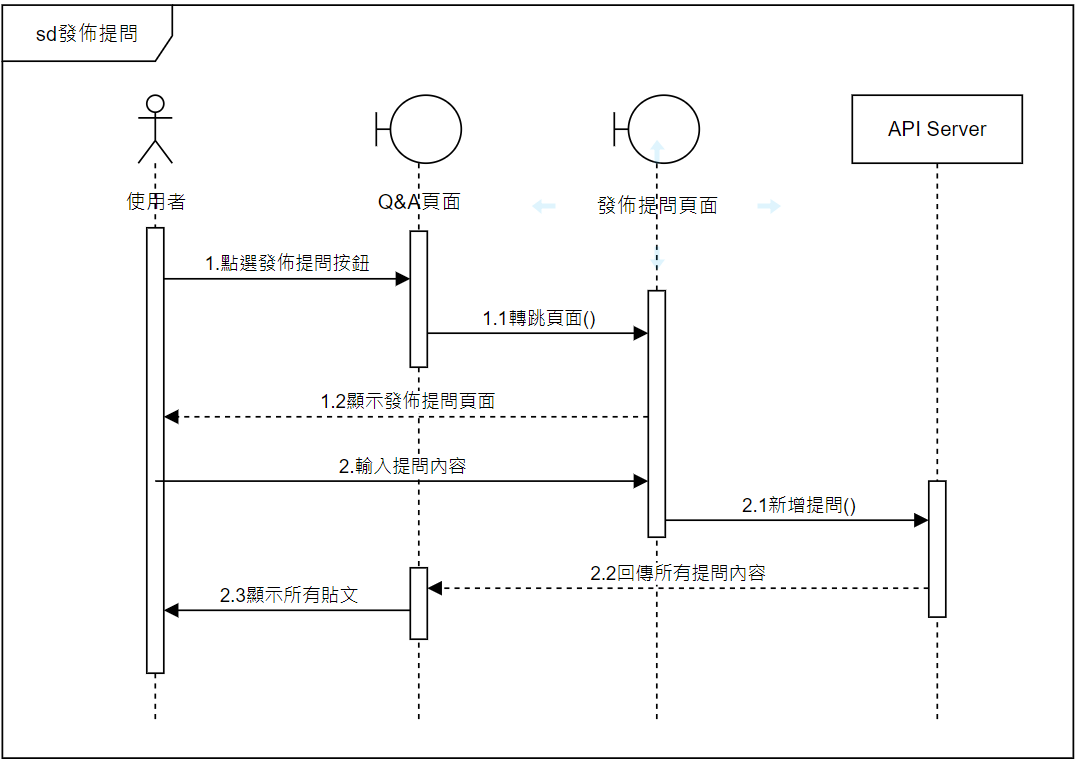 sd發佈提問
API Server
使用者
Q&A頁面
發佈提問頁面
1.點選發佈提問按鈕
1.1轉跳頁面()
1.2顯示發佈提問頁面
2.輸入提問內容
2.1新增提問()
2.2回傳所有提問內容
2.3顯示所有貼文